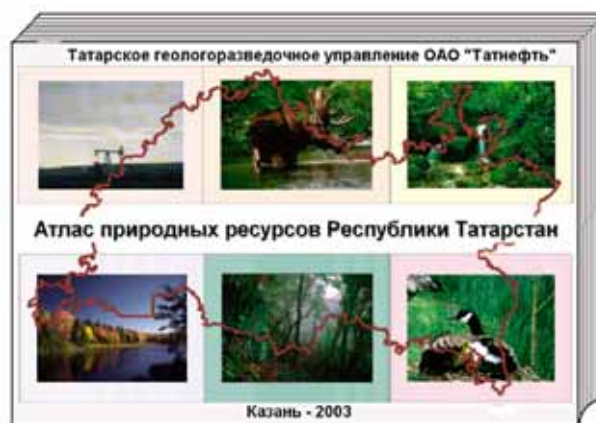 Татарское геологоразведочное управление ОАО "Татнефть"
Атлас природных ресурсов Республики Татарстан
Казань - 2003